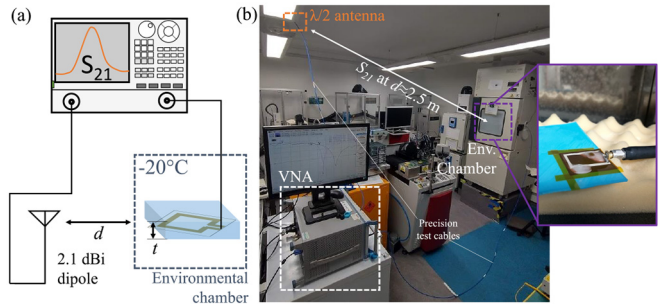 (a)
S21
-20°C
d
t
2.1 dBi
dipole
Environmental
chamber
(b)
λ/2 antenna
S21 at d=2.5 m
Env.
Chamber
VNA
Precision
test cables